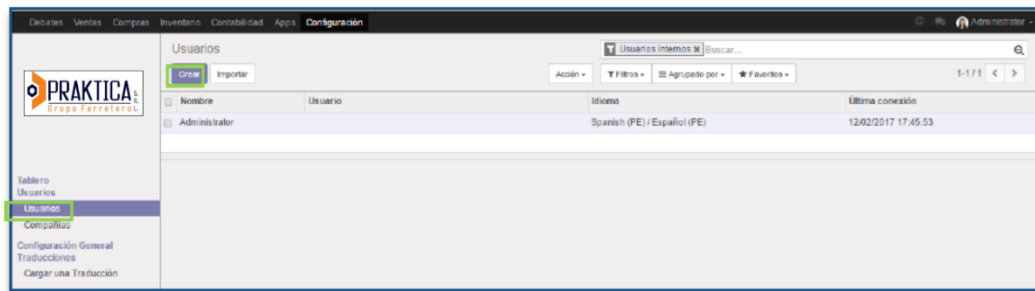 Debates Ventas Compras Inventario Contabilidad Apps Configuración Administrator
Usuarios
Usuarios Internos x Buscar...
Crear Importar
Acción Filtros Agrupado por Favoritos 1-1 / 1
PRAKTICA S.R.L
Grupo Ferretero
Nombre Usuario Idioma Última conexión
Administrator Spanish (PE) / Español (PE) 12/02/2017 17:45:53
Tablero
Usuarios
Usuarios
Compañías
Configuración General
Traducciones
Cargar una Traducción